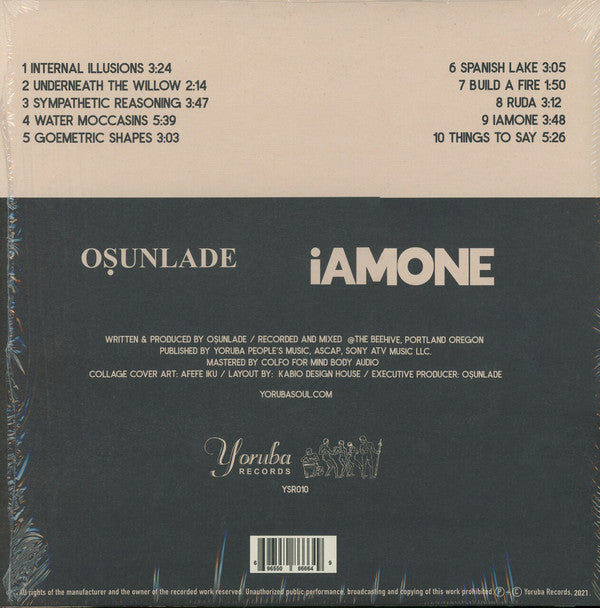 1 INTERNAL ILLUSIONS 3:24
2 UNDERNEATH THE WILLOW 2:14
3 SYMPATHETIC REASONING 3:47
4 WATER MOCCASINS 5:39
5 GOEMETRIC SHAPES 3:03
6 SPANISH LAKE 3:05
7 BUILD A FIRE 1:50
8 RUDA 3:12
9 IAMONE 3:48
10 THINGS TO SAY 5:26
OṢUNLADE
iAMONE
WRITTEN & PRODUCED BY OṢUNLADE / RECORDED AND MIXED @THE BEEHIVE, PORTLAND OREGON
PUBLISHED BY YORUBA PEOPLE'S MUSIC, ASCAP, SONY ATV MUSIC LLC.
MASTERED BY COLFO FOR MIND BODY AUDIO
COLLAGE COVER ART: AFEFE IKU / LAYOUT BY: KABIO DESIGN HOUSE / EXECUTIVE PRODUCER: OṢUNLADE
YORUBASOUL.COM
Yoruba
RECORDS
YSR010
6 96550 86664 9
All rights of the manufacturer and the owner of the recorded work reserved. Unauthorized public performance, broadcasting and copying of this work prohibited. Ⓟ - Ⓒ Yoruba Records, 2021.